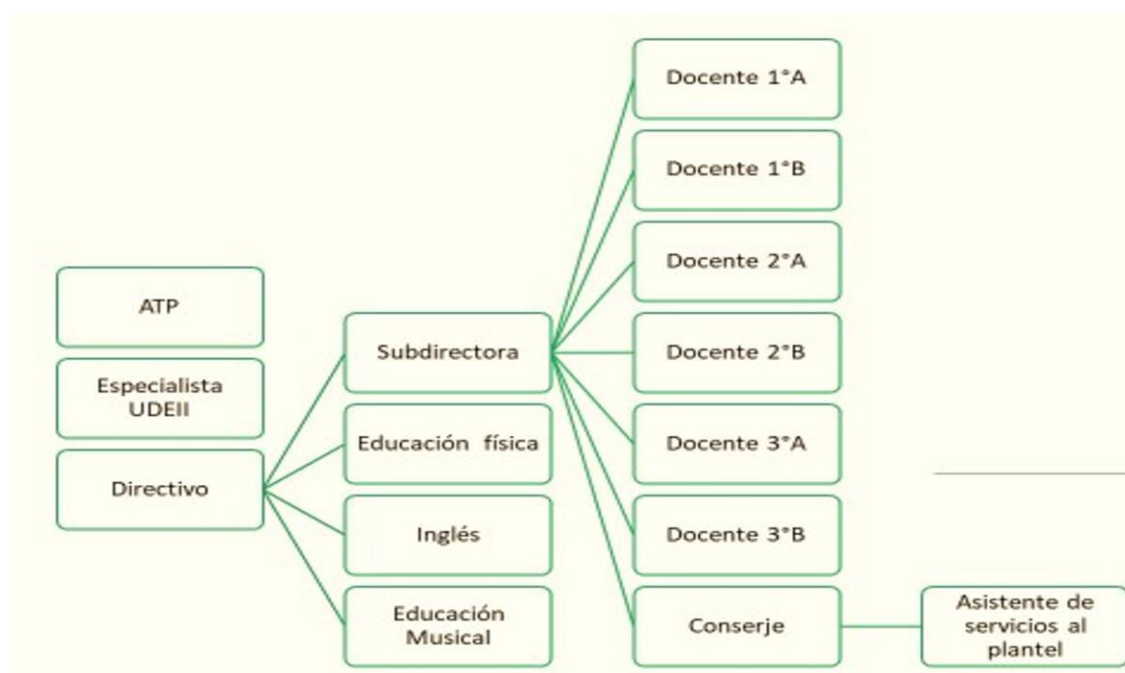 ATP
Especialista
UDEII
Directivo
Subdirectora
Educación física
Inglés
Educación
Musical
Docente 1°A
Docente 1°B
Docente 2°A
Docente 2°B
Docente 3°A
Docente 3°B
Conserje
Asistente de
servicios al
plantel